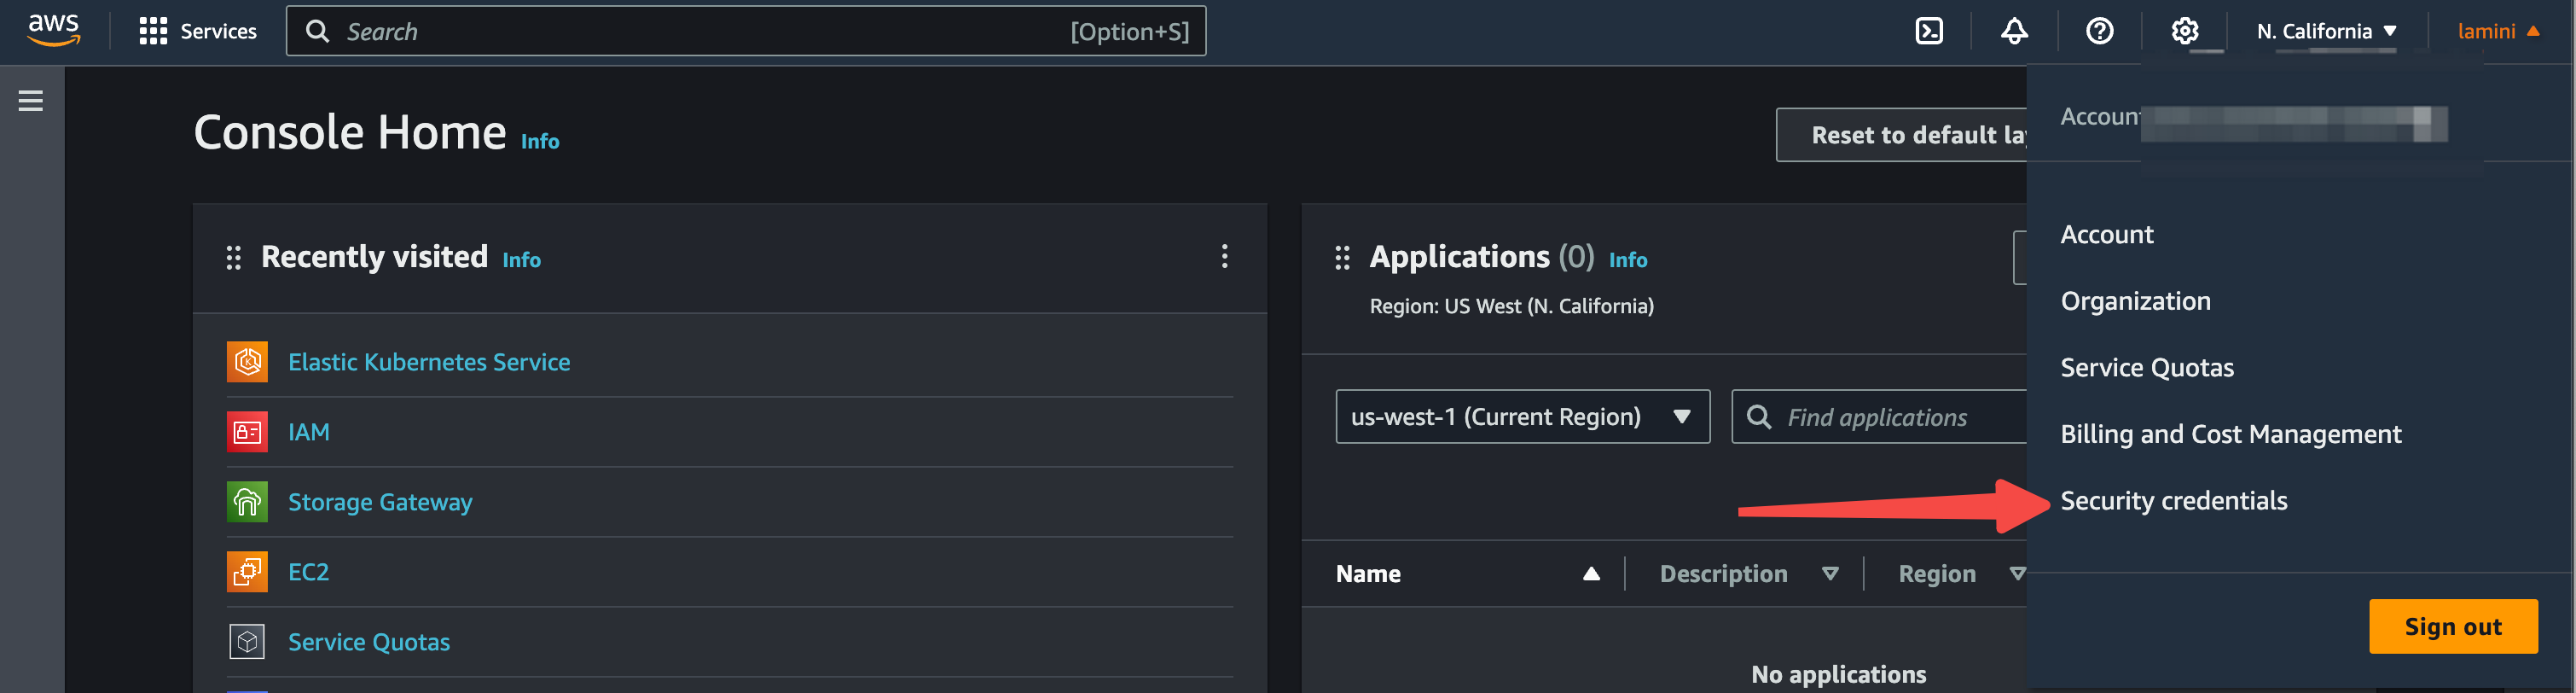 aws
Services
Search
[Option+S]
N. California
lamini
Console Home Info
Reset to default la
Account
Recently visited Info
Elastic Kubernetes Service
IAM
Storage Gateway
EC2
Service Quotas
Applications (0) Info
Region: US West (N. California)
us-west-1 (Current Region)
Find applications
Name
Description
Region
No applications
Account
Organization
Service Quotas
Billing and Cost Management
Security credentials
Sign out